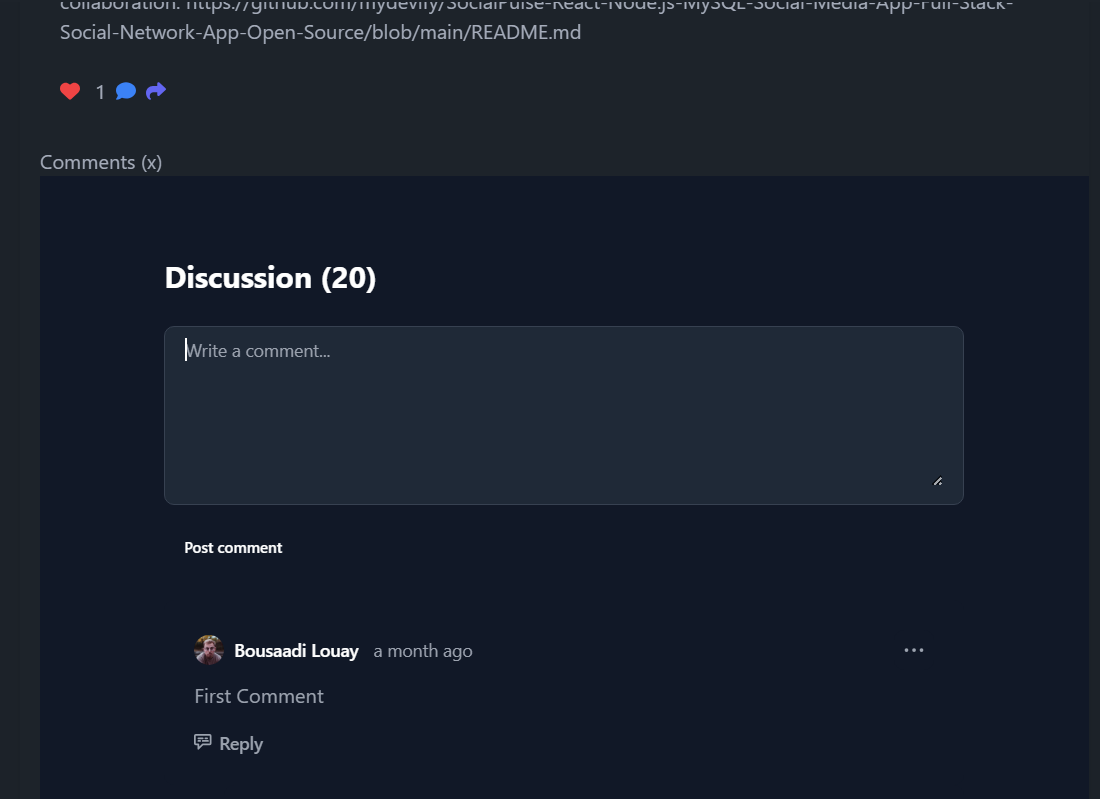 collaboration: https://github.com/mydevify/SocialPulse-React-Node.js-MySQL-Social-Media-App-Full-Stack-
Social-Network-App-Open-Source/blob/main/README.md
1
Comments (x)
Discussion (20)
Write a comment...
Post comment
Bousaadi Louay a month ago
First Comment
Reply